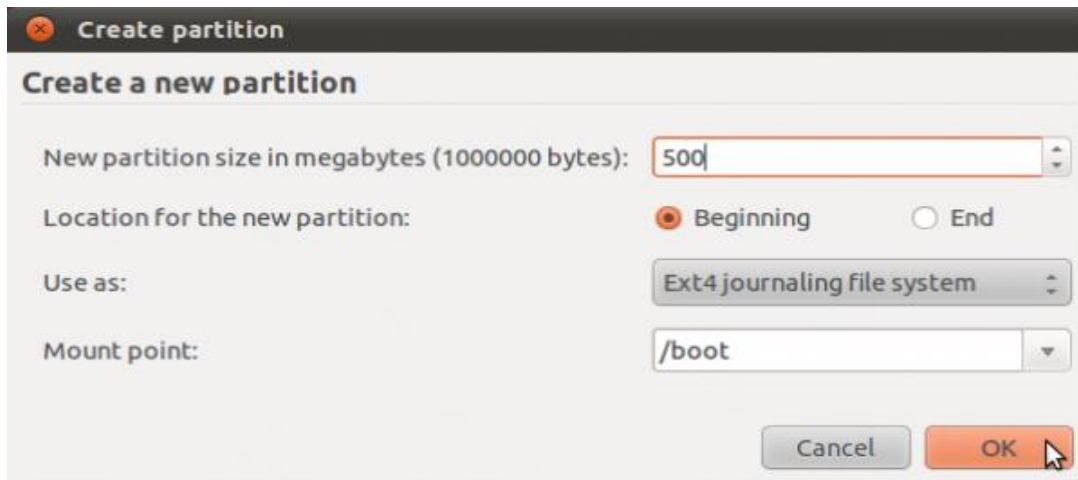 Create partition
Create a new partition
New partition size in megabytes (1000000 bytes): 500
Location for the new partition: Beginning End
Use as: Ext4 journaling file system
Mount point: /boot
Cancel OK